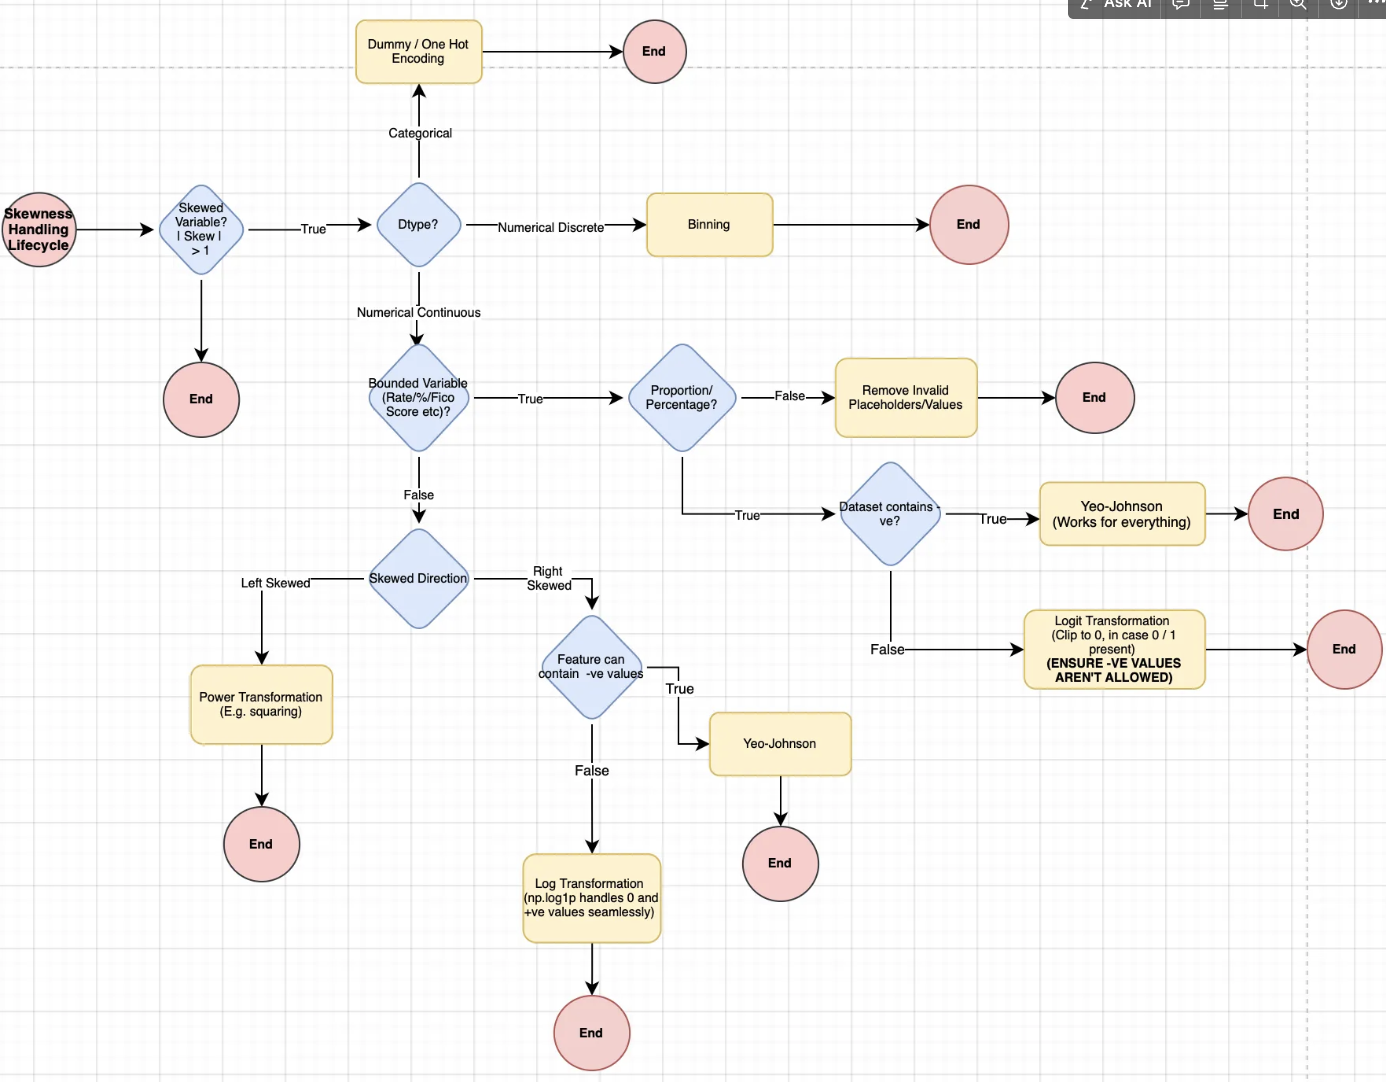 Ask AI
Dummy / One Hot
Encoding
End
Categorical
Skewness
Handling
Lifecycle
Skewed
Variable?
| Skew |
> 1
True
Dtype?
Numerical Discrete
Binning
End
Numerical Continuous
End
Bounded Variable
(Rate/%/Fico
Score etc)?
True
Proportion/
Percentage?
False
Remove Invalid
Placeholders/Values
End
False
True
Dataset contains -
ve?
True
Yeo-Johnson
(Works for everything)
End
Left Skewed
Skewed Direction
Right
Skewed
False
Logit Transformation
(Clip to 0, in case 0 / 1
present)
(ENSURE -VE VALUES
AREN'T ALLOWED)
End
Power Transformation
(E.g. squaring)
Feature can
contain -ve values
True
Yeo-Johnson
False
End
End
Log Transformation
(np.log1p handles 0 and
+ve values seamlessly)
End